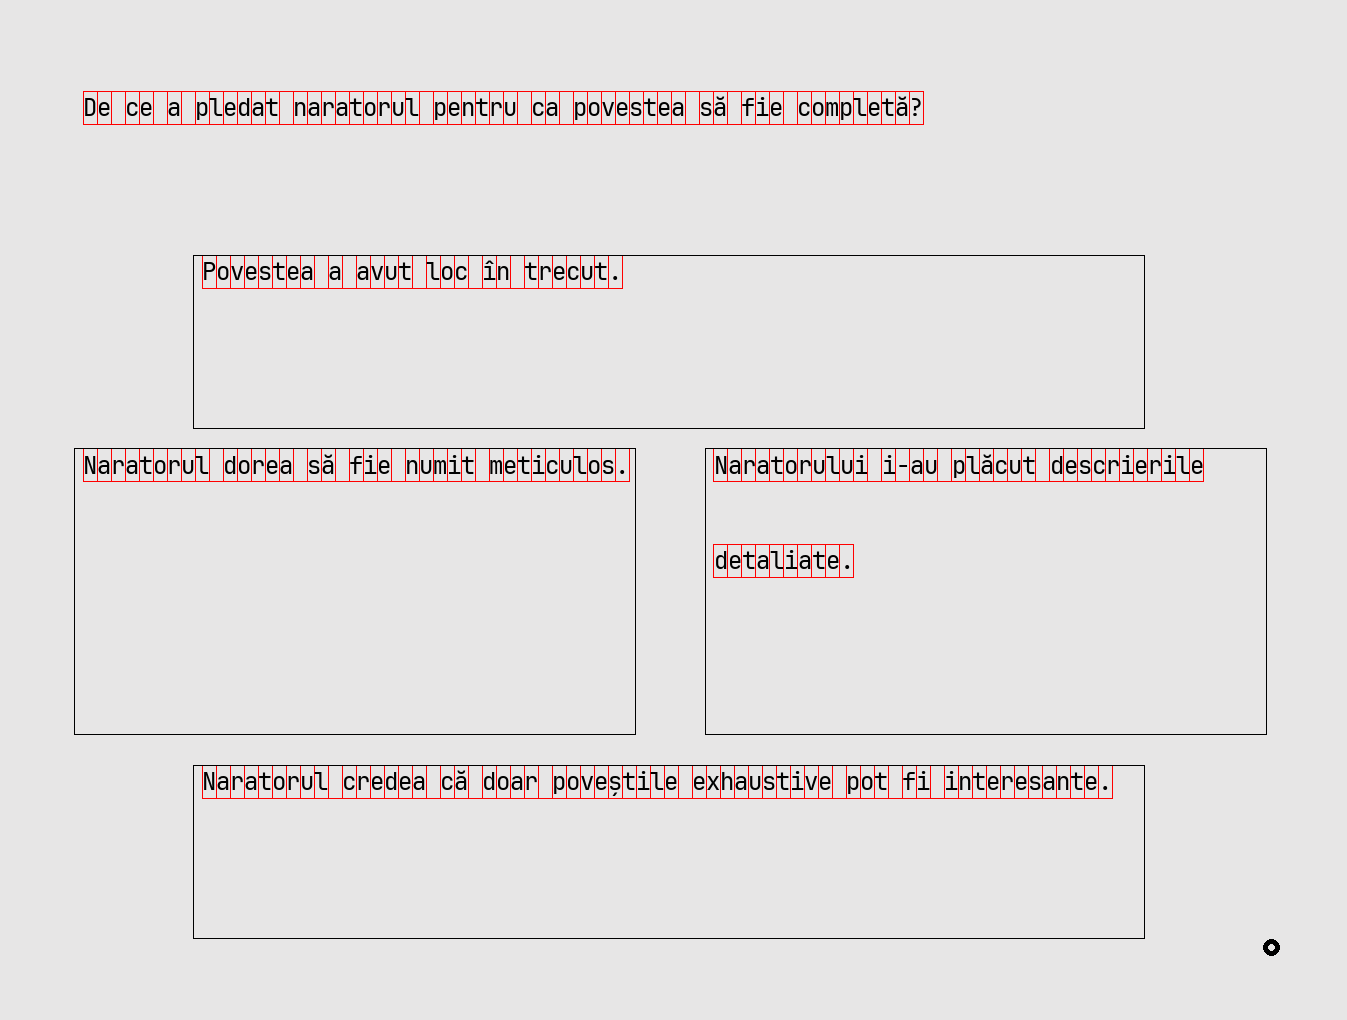 De ce a pledat naratorul pentru ca povestea să fie completă?
Povestea a avut loc în trecut.
Naratorul dorea să fie numit meticulos.
Naratorului i-au plăcut descrierile
detaliate.
Naratorul credea că doar poveștile exhaustive pot fi interesante.